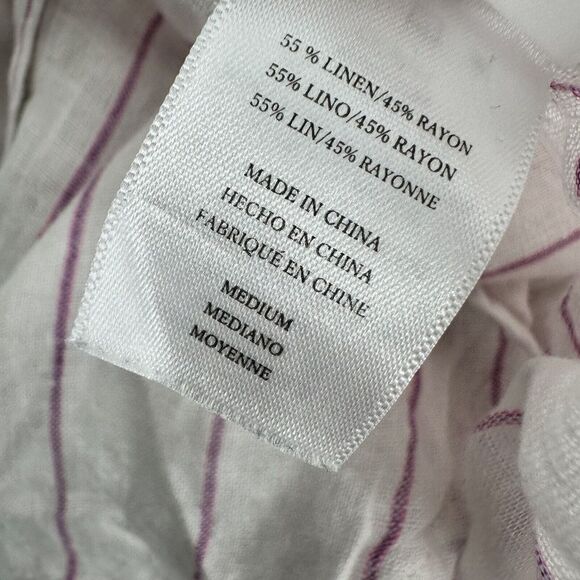 55 % LINEN/45% RAYON
55% LINO/45% RAYON
55% LIN/45% RAYONNE
MADE IN CHINA
HECHO EN CHINA
FABRIQUE EN CHINE
MEDIUM
MEDIANO
MOYENNE